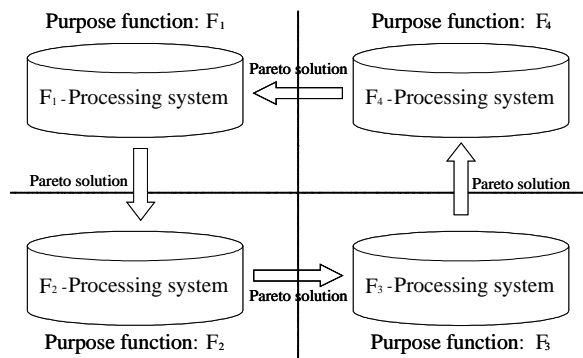 Purpose function: F₁
Purpose function: F₄
Pareto solution
F₁-Processing system
F₄-Processing system
Pareto solution
Pareto solution
F₂-Processing system
F₃-Processing system
Pareto solution
Purpose function: F₂
Purpose function: F₃